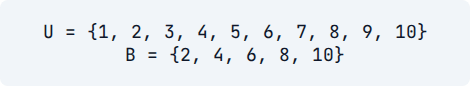 U = {1, 2, 3, 4, 5, 6, 7, 8, 9, 10}
B = {2, 4, 6, 8, 10}